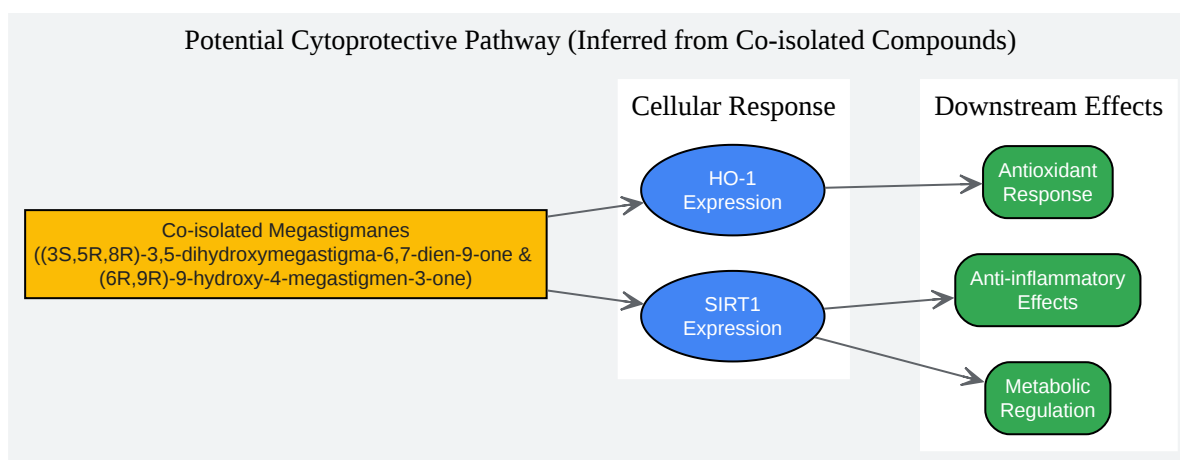 Potential Cytoprotective Pathway (Inferred from Co-isolated Compounds)
Cellular Response
Downstream Effects
HO-1
Expression
Antioxidant
Response
Co-isolated Megastigmanes
((3S,5R,8R)-3,5-dihydroxymegastigma-6,7-dien-9-one &
(6R,9R)-9-hydroxy-4-megastigmen-3-one)
SIRT1
Expression
Anti-inflammatory
Effects
Metabolic
Regulation